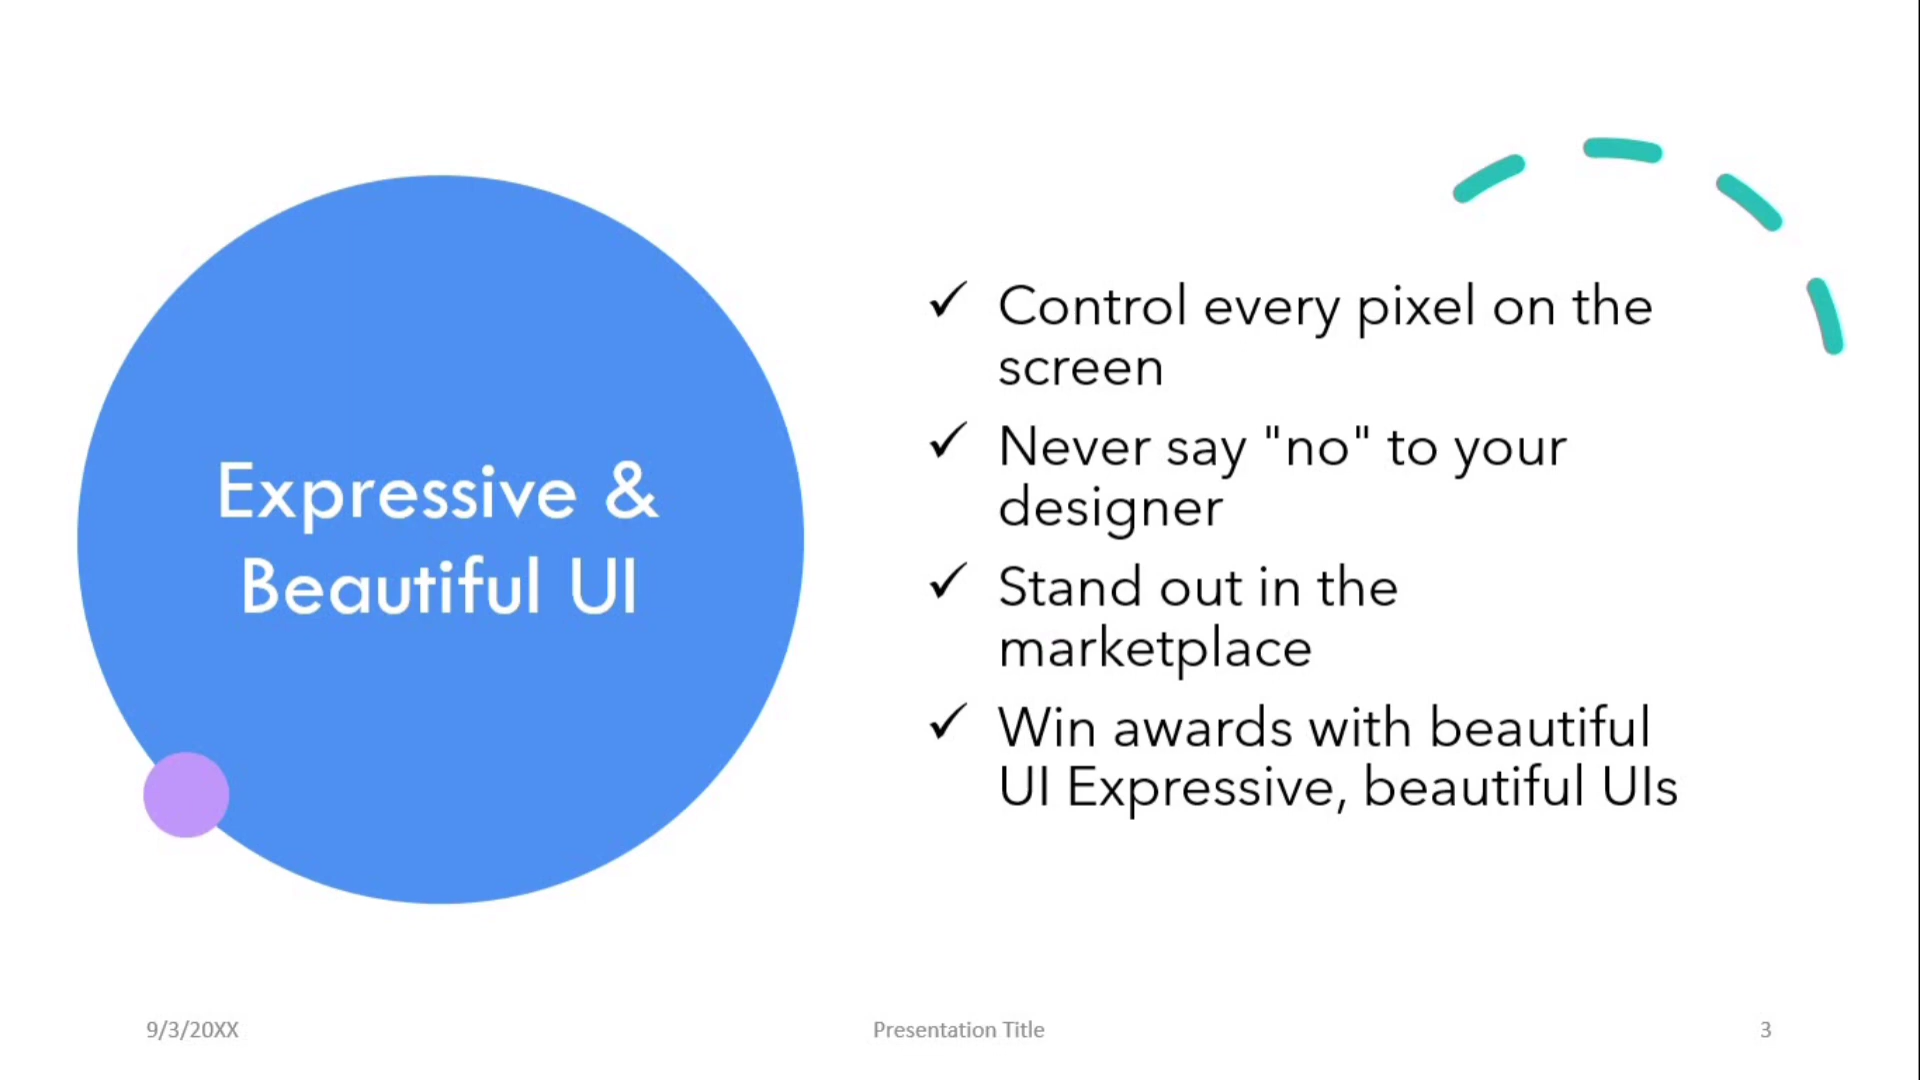 Expressive &
Beautiful UI
✓ Control every pixel on the
screen
✓ Never say "no" to your
designer
✓ Stand out in the
marketplace
✓ Win awards with beautiful
UI Expressive, beautiful UIs
9/3/20XX
Presentation Title
3